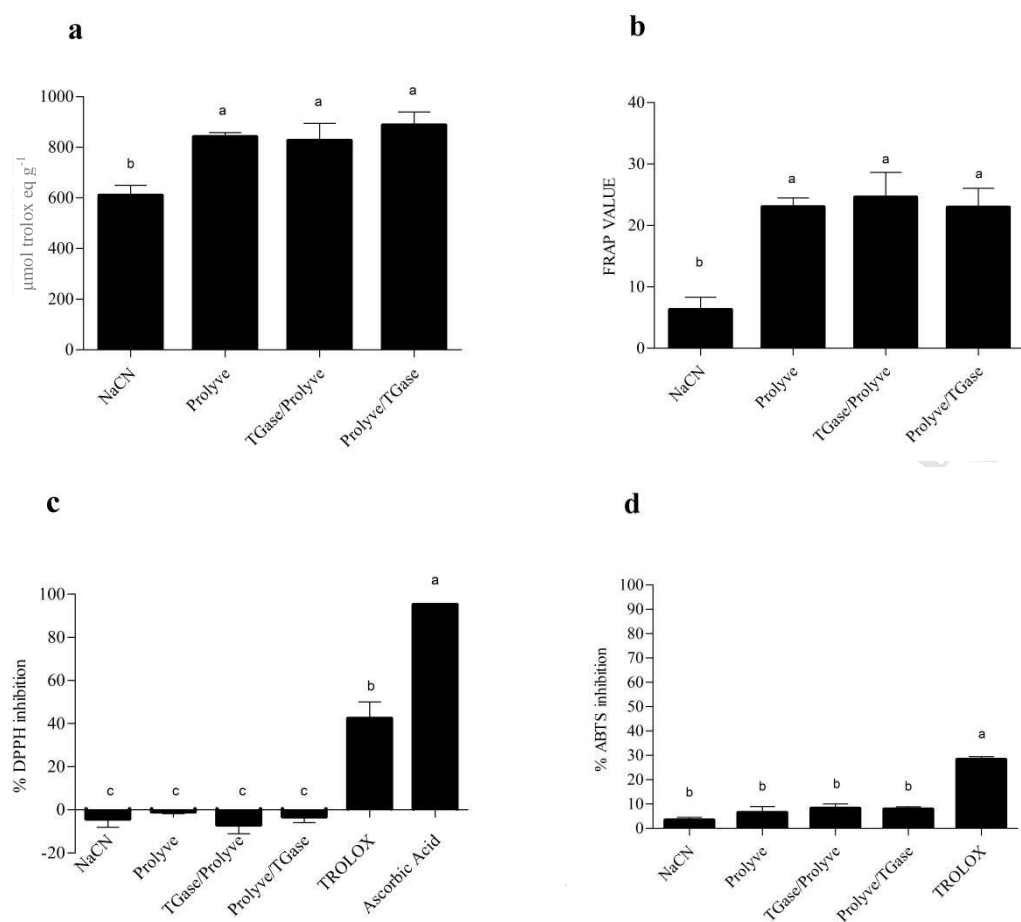 a
1000
800
600
400
200
0
µmol trolox eq g⁻¹
b
a
a
a
NaCN
Prolyve
TGase/Prolyve
Prolyve/TGase
b
40
30
20
10
0
FRAP VALUE
b
a
a
a
NaCN
Prolyve
TGase/Prolyve
Prolyve/TGase
c
100
80
60
40
20
0
-20
% DPPH inhibition
c
c
c
c
b
a
NaCN
Prolyve
TGase/Prolyve
Prolyve/TGase
TROLOX
Ascorbic Acid
d
100
90
80
70
60
50
40
30
20
10
0
% ABTS inhibition
b
b
b
b
a
NaCN
Prolyve
TGase/Prolyve
Prolyve/TGase
TROLOX